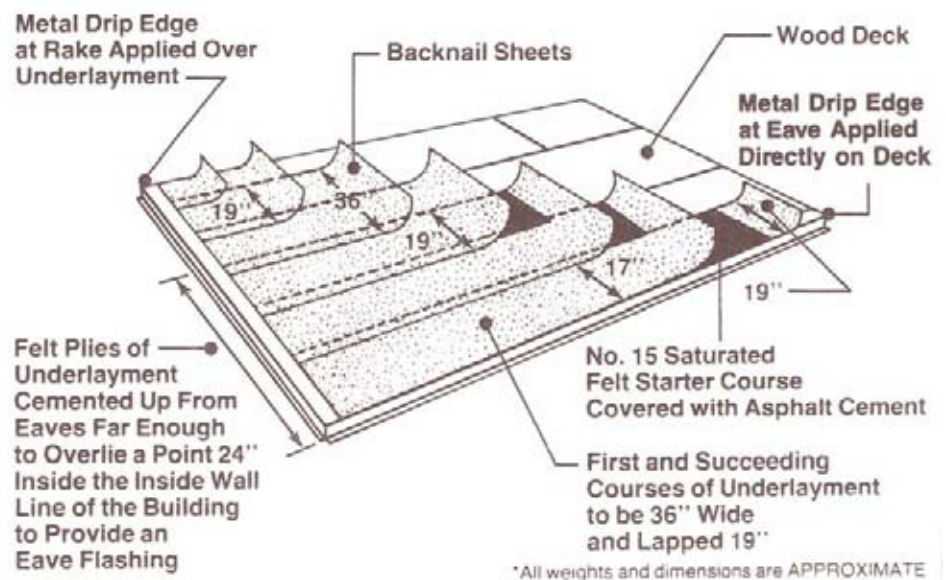 Metal Drip Edge
at Rake Applied Over
Underlayment
Backnail Sheets
Wood Deck
Metal Drip Edge
at Eave Applied
Directly on Deck
19"
36"
19
17"
19"
Felt Plies of
Underlayment
Cemented Up From
Eaves Far Enough
to Overlie a Point 24"
Inside the Inside Wall
Line of the Building
to Provide an
Eave Flashing
No. 15 Saturated
Felt Starter Course
Covered with Asphalt Cement
First and Succeeding
Courses of Underlayment
to be 36" Wide
and Lapped 19"
*All weights and dimensions are APPROXIMATE